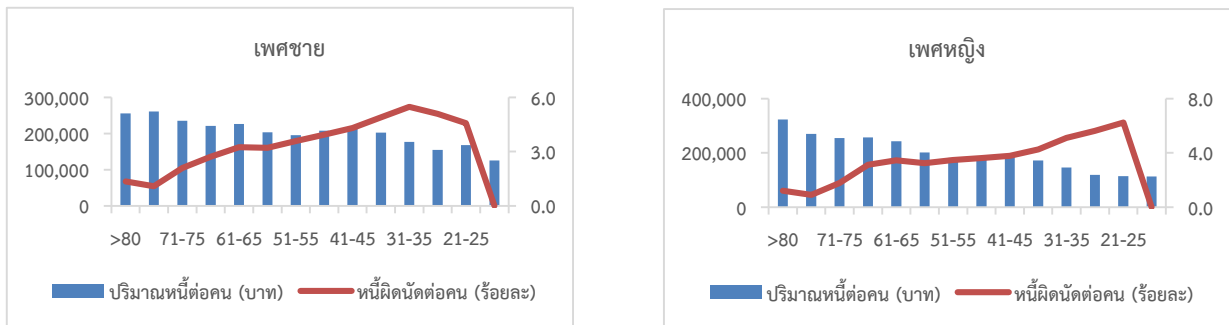 เพศชาย
300,000
200,000
100,000
0
6.0
3.0
0.0
>80 71-75 61-65 51-55 41-45 31-35 21-25
ปริมาณหนี้ต่อคน (บาท) หนี้ผิดนัดต่อคน (ร้อยละ)
เพศหญิง
400,000
200,000
0
8.0
4.0
0.0
>80 71-75 61-65 51-55 41-45 31-35 21-25
ปริมาณหนี้ต่อคน (บาท) หนี้ผิดนัดต่อคน (ร้อยละ)